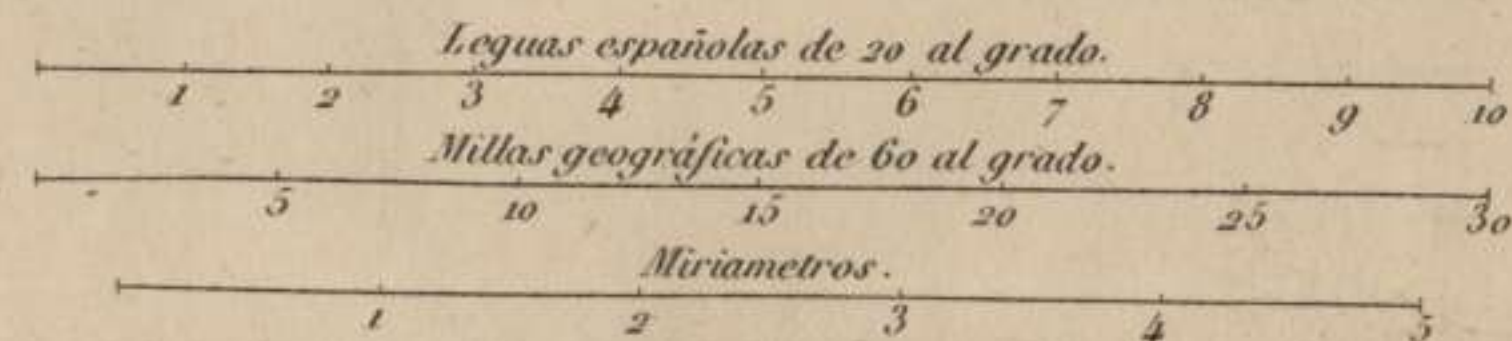 Leguas españolas de 20 al grado.
1 2 3 4 5 6 7 8 9 10
Millas geográficas de 60 al grado.
5 10 15 20 25 30
Miriametros.
1 2 3 4 5